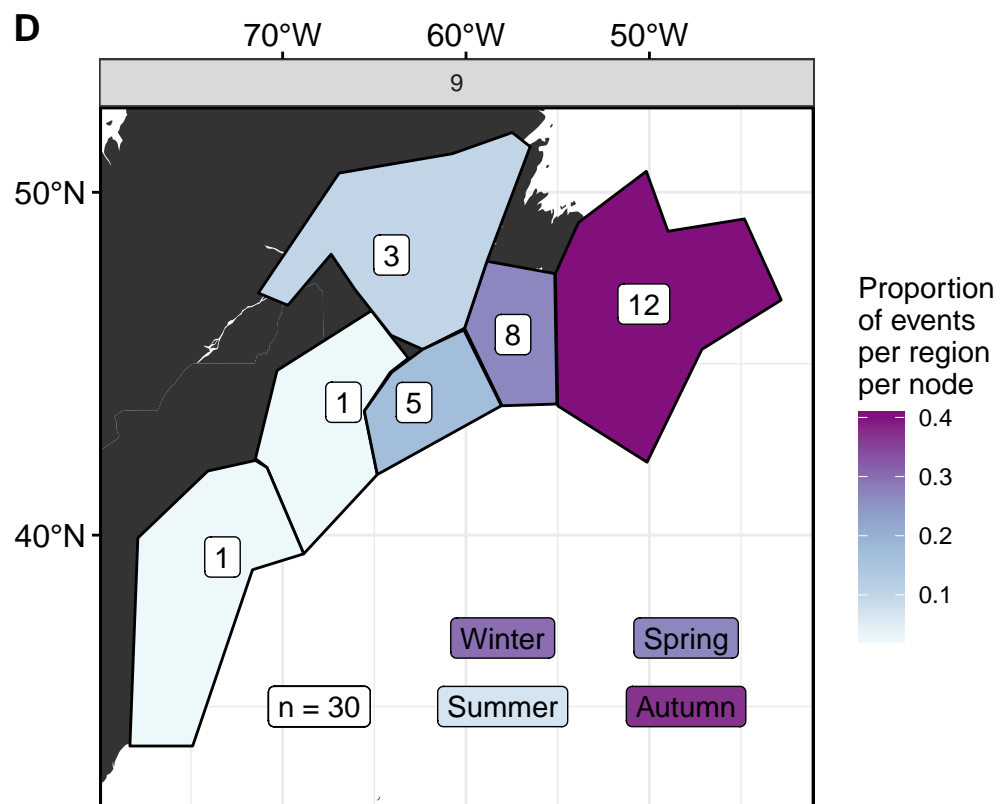 D
70°W 60°W 50°W
9
50°N
3
12
8
1
5
40°N
1
Winter Spring
n = 30 Summer Autumn
Proportion
of events
per region
per node
0.4
0.3
0.2
0.1